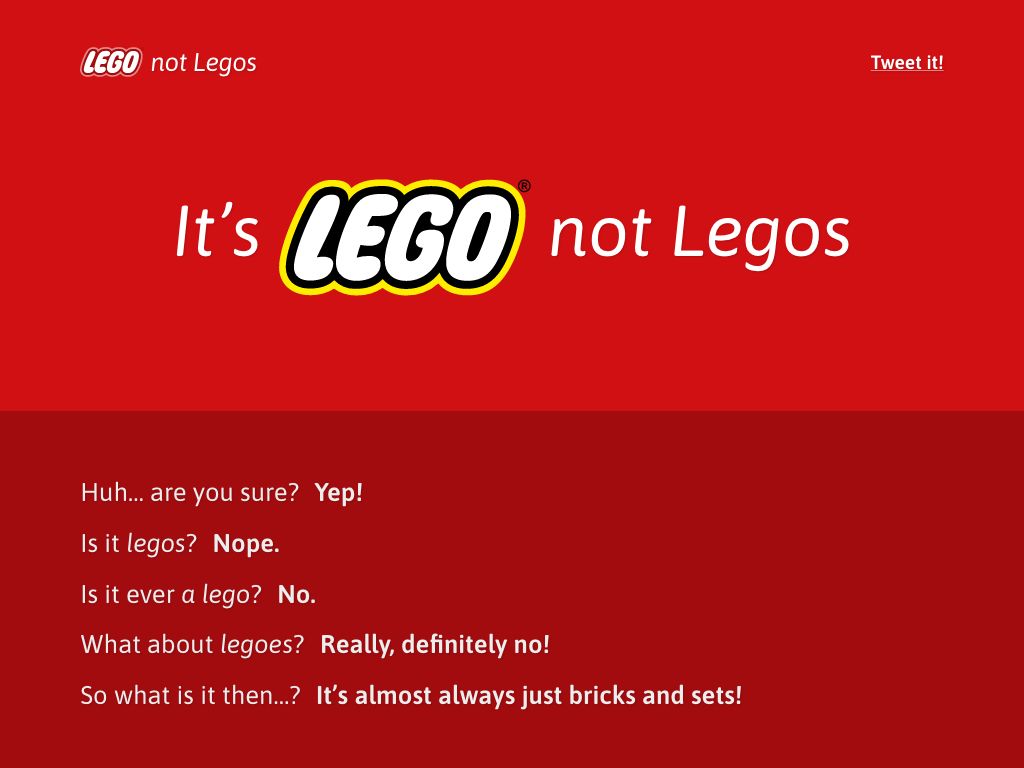 LEGO not Legos
Tweet it!
It’s LEGO® not Legos
Huh... are you sure? Yep!
Is it legos? Nope.
Is it ever a lego? No.
What about legoes? Really, definitely no!
So what is it then...? It’s almost always just bricks and sets!